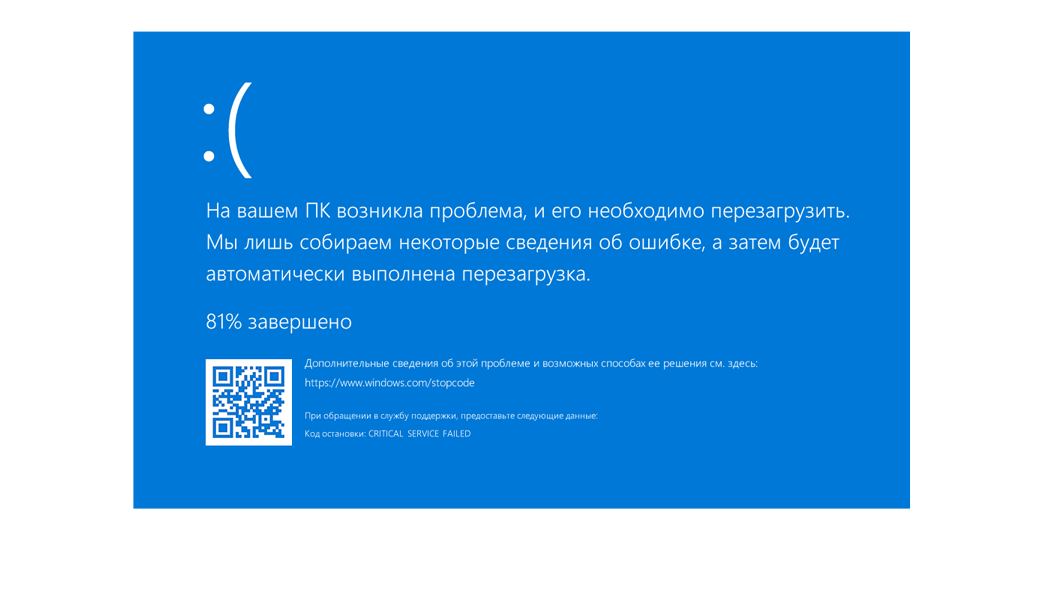 :(
На вашем ПК возникла проблема, и его необходимо перезагрузить.
Мы лишь собираем некоторые сведения об ошибке, а затем будет
автоматически выполнена перезагрузка.
81% завершено
Дополнительные сведения об этой проблеме и возможных способах ее решения см. здесь:
https://www.windows.com/stopcode
При обращении в службу поддержки, предоставьте следующие данные:
Код остановки: CRITICAL SERVICE FAILED